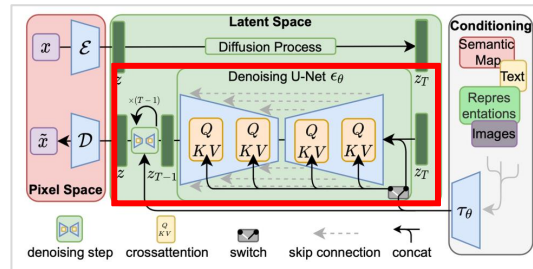 Latent Space
Conditioning
x
ℰ
z
Diffusion Process
z_T
Semantic
Map
Text
Repres
entations
Images
Denoising U-Net ϵ_θ
×(T−1)
Q
KV
Q
KV
Q
KV
Q
KV
x̃
𝒟
z
z_{T−1}
z_T
Pixel Space
τ_θ
Q
KV
denoising step
crossattention
switch
skip connection
concat